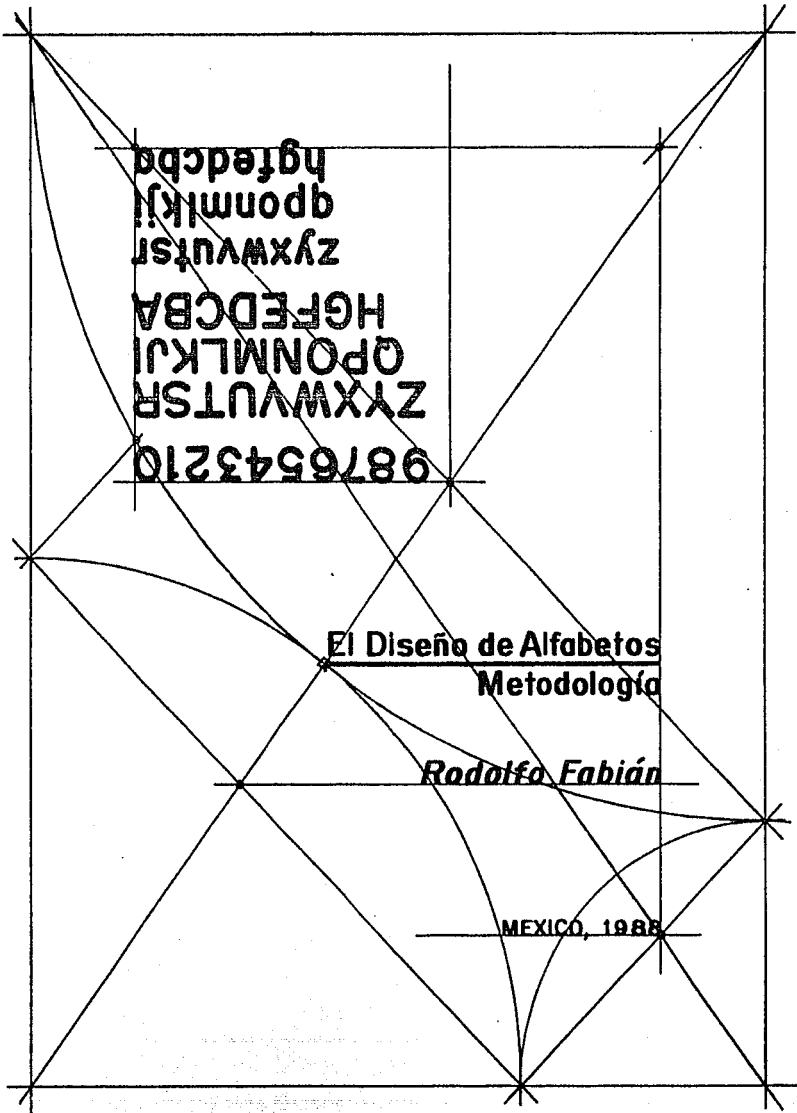 abcdefgh
ijklmnopq
rstuvwxyz
ABCDEFGH
IJKLMNOPQ
RSTUVWXYZ
0123456789
El Diseño de Alfabetos
Metodología
Rodolfo Fabián
MEXICO, 1988